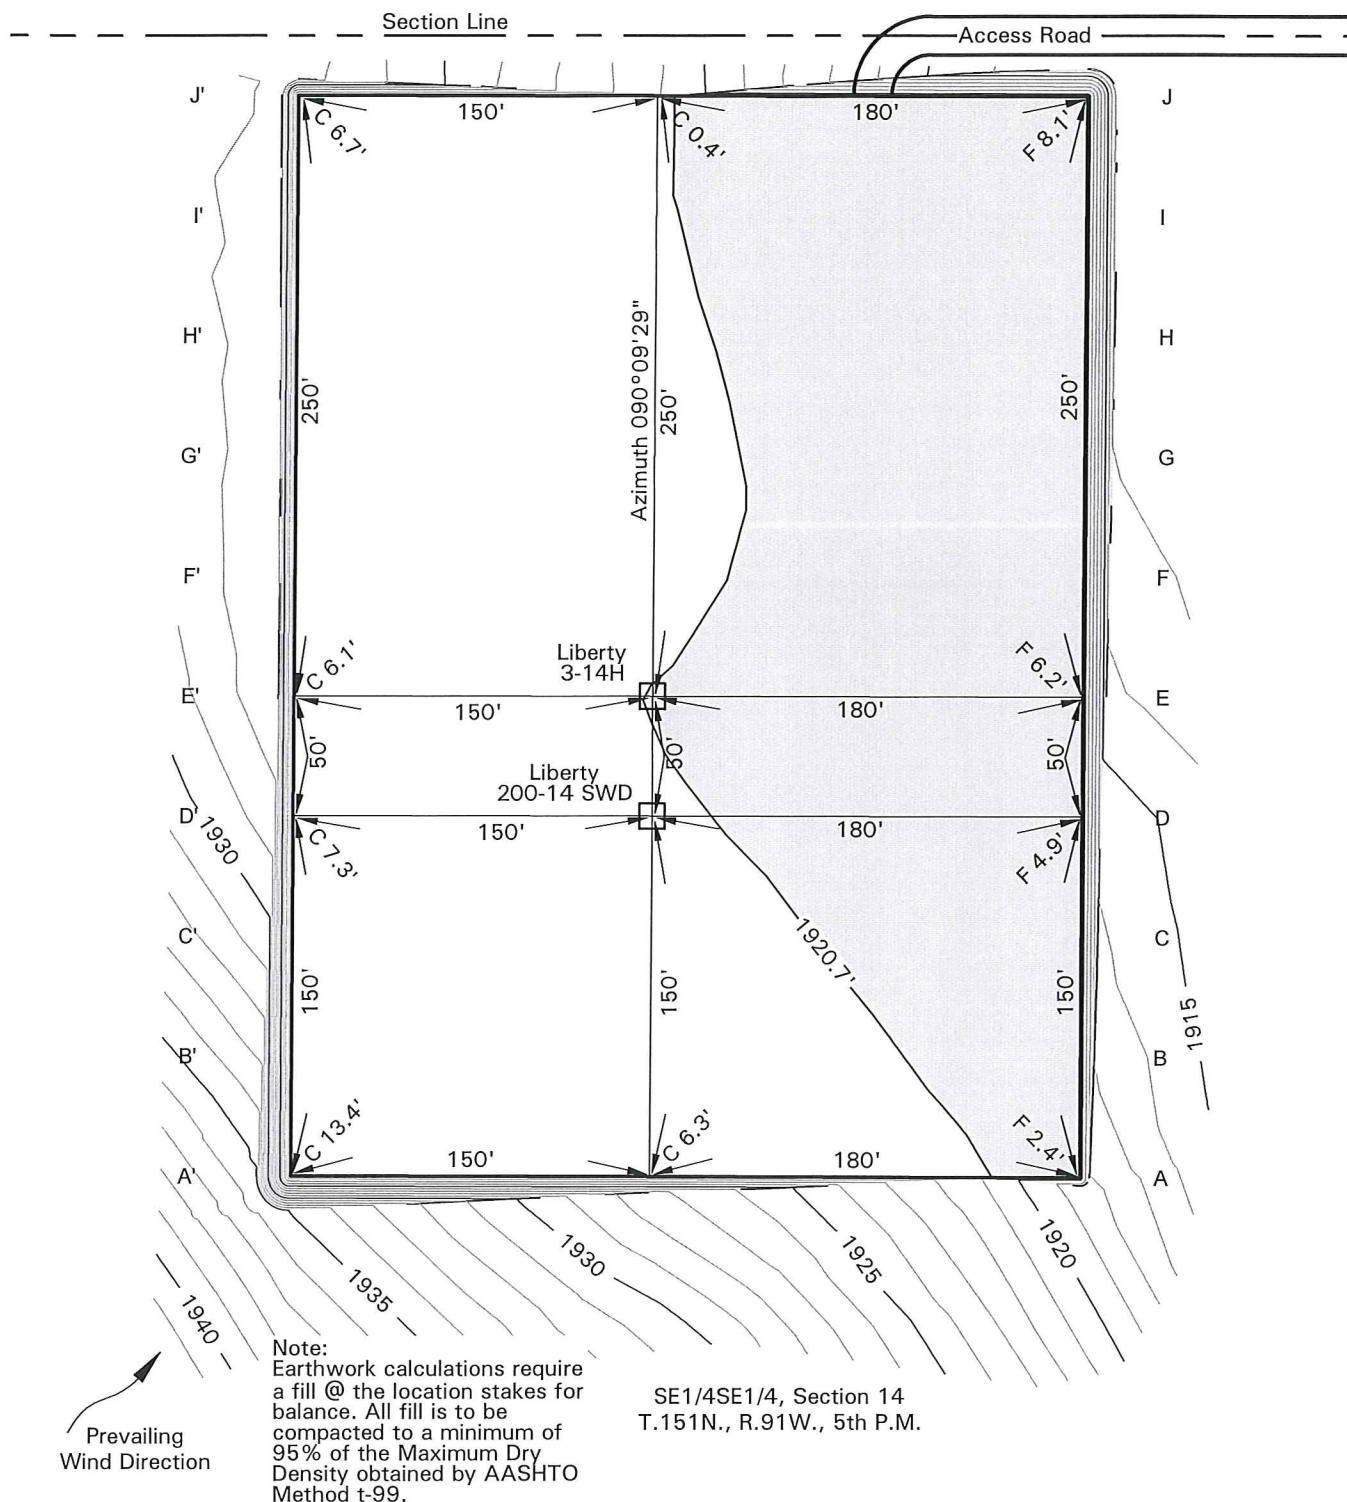 Section Line
Access Road
J'
150'
180'
J
C 6.7'
C 0.4'
F 8.1'
I'
I
H'
Azimuth 090°09'29"
H
250'
250'
250'
G'
G
F'
F
Liberty
3-14H
C 6.1'
F 6.2'
E'
150'
180'
E
50'
50'
50'
Liberty
200-14 SWD
D'
150'
180'
D
1930
C 7.3'
F 4.9'
C'
1920.7'
C
150'
150'
150'
1915
B'
B
C 13.4'
C 6.3'
F 2.4'
A'
150'
180'
A
1940
1935
1930
1925
1920
Note:
Earthwork calculations require
a fill @ the location stakes for
balance. All fill is to be
compacted to a minimum of
95% of the Maximum Dry
Density obtained by AASHTO
Method t-99.
SE1/4SE1/4, Section 14
T.151N., R.91W., 5th P.M.
Prevailing
Wind Direction